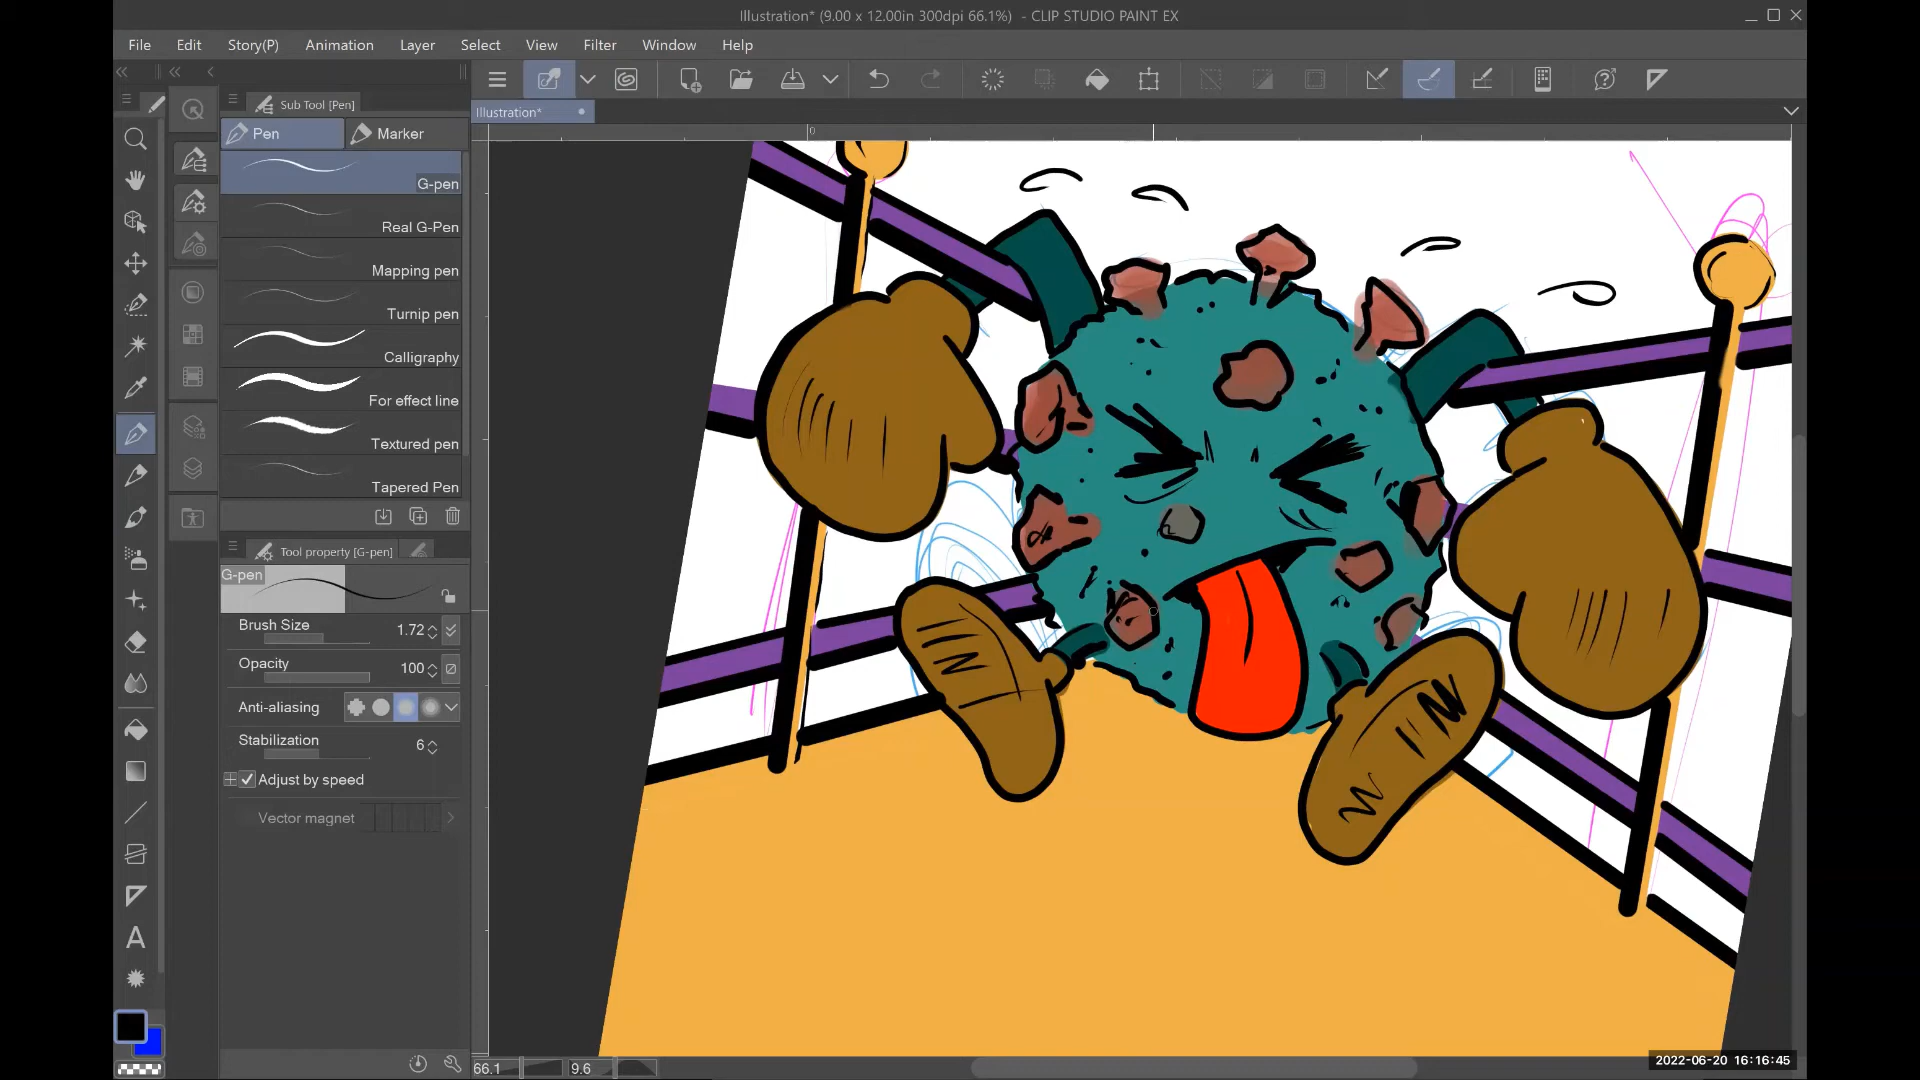 Illustration* (9.00 x 12.00in 300dpi 66.1%)  - CLIP STUDIO PAINT EX
File Edit Story(P) Animation Layer Select View Filter Window Help
Sub Tool [Pen]
Illustration*
Pen Marker
0
G-pen
Real G-Pen
Mapping pen
Turnip pen
Calligraphy
For effect line
Textured pen
Tapered Pen
Tool property [G-pen]
G-pen
Brush Size 1.72
Opacity 100
Anti-aliasing
Stabilization 6
Adjust by speed
Vector magnet
66.1 9.6
2022-06-20 16:16:45